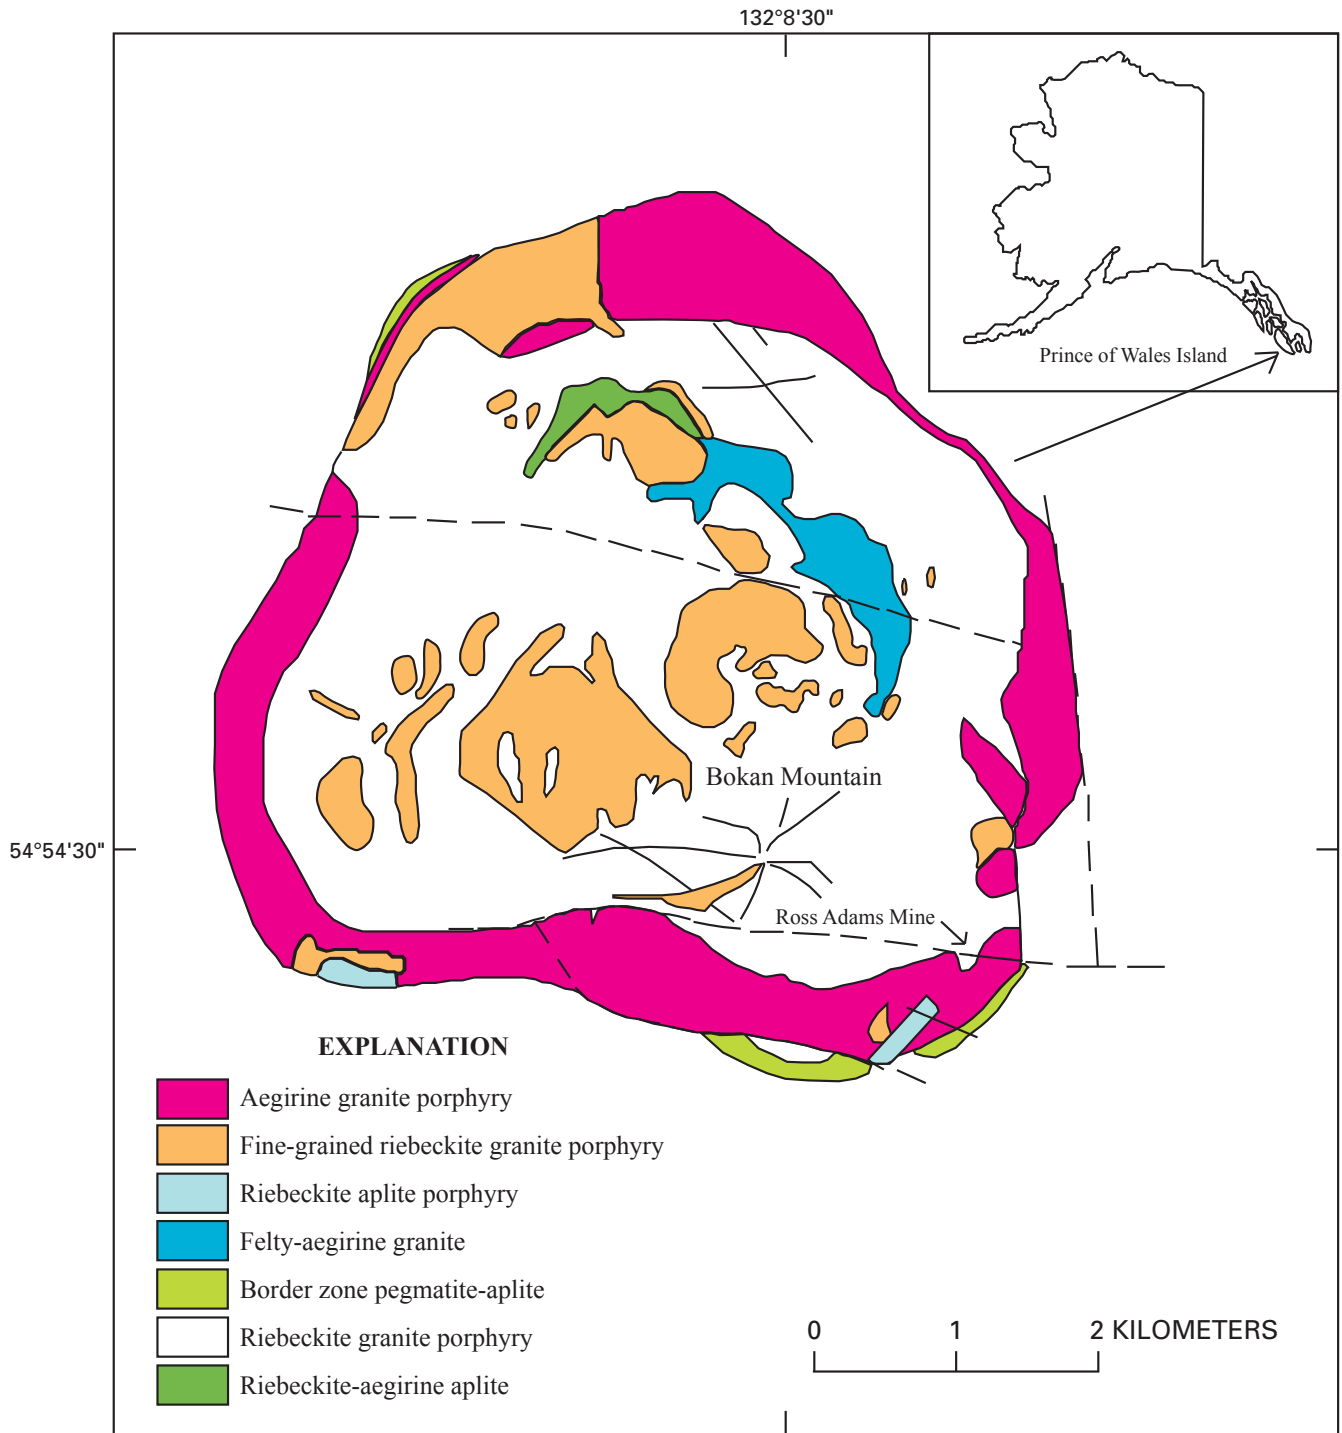 132°8'30"
Prince of Wales Island
Bokan Mountain
54°54'30"
Ross Adams Mine
EXPLANATION
Aegirine granite porphyry
Fine-grained riebeckite granite porphyry
Riebeckite aplite porphyry
Felty-aegirine granite
Border zone pegmatite-aplite
Riebeckite granite porphyry
Riebeckite-aegirine aplite
0 1 2 KILOMETERS